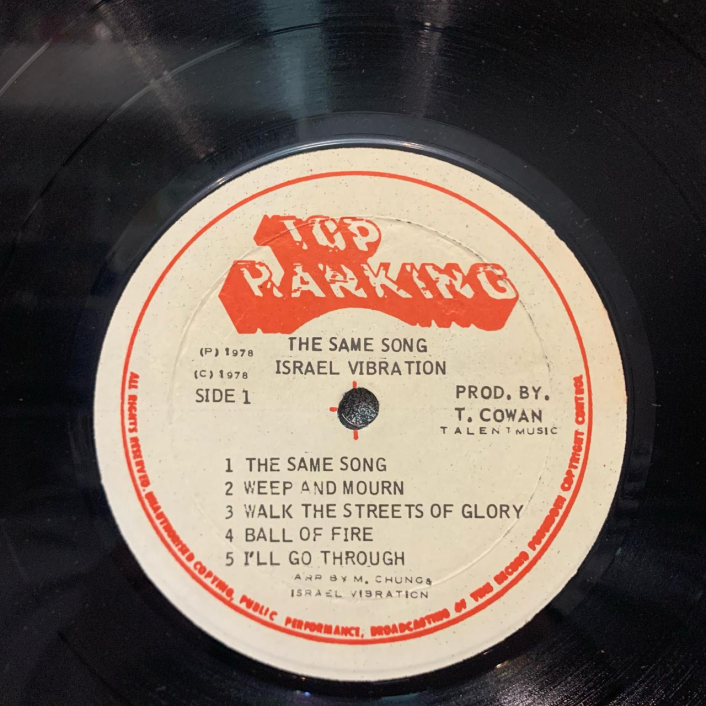 TOP
RANKING
THE SAME SONG
ISRAEL VIBRATION
(P) 1978
(C) 1978
SIDE 1
PROD. BY.
T. COWAN
TALENT MUSIC
1 THE SAME SONG
2 WEEP AND MOURN
3 WALK THE STREETS OF GLORY
4 BALL OF FIRE
5 I'LL GO THROUGH
ARR BY M. CHUNG &
ISRAEL VIBRATION
ALL RIGHTS RESERVED. UNAUTHORISED COPYING, PUBLIC PERFORMANCE, BROADCASTING OF THIS RECORD FORBIDDEN COPYRIGHT CONTROL